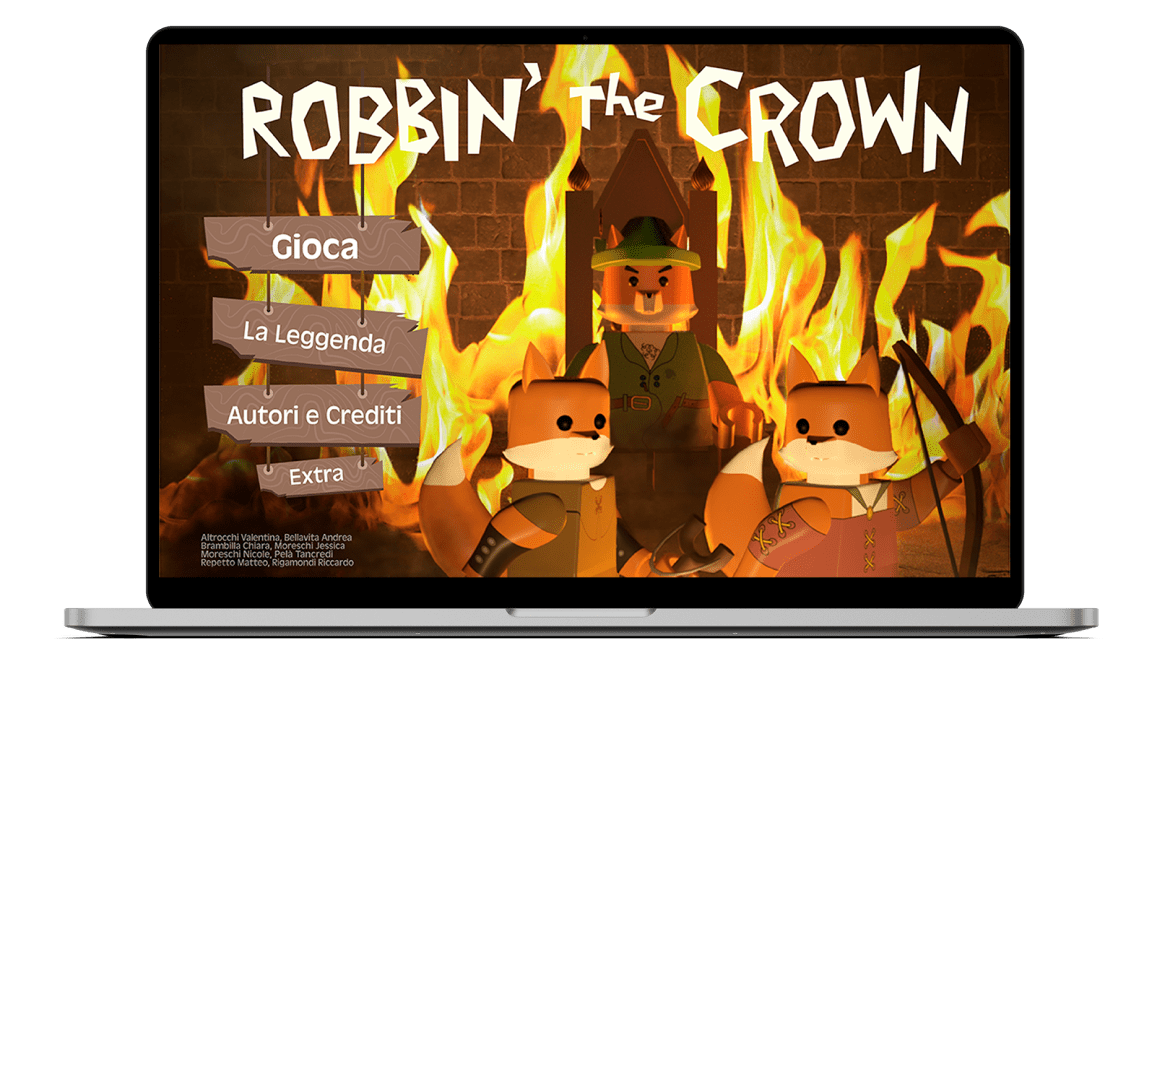 ROBBIN' The CROWN
Gioca
La Leggenda
Autori e Crediti
Extra
Altrocchi Valentina, Bellavita Andrea
Brambilla Chiara, Moreschi Jessica
Moreschi Nicole, Pelà Tancredi
Repetto Matteo, Rigamondi Riccardo